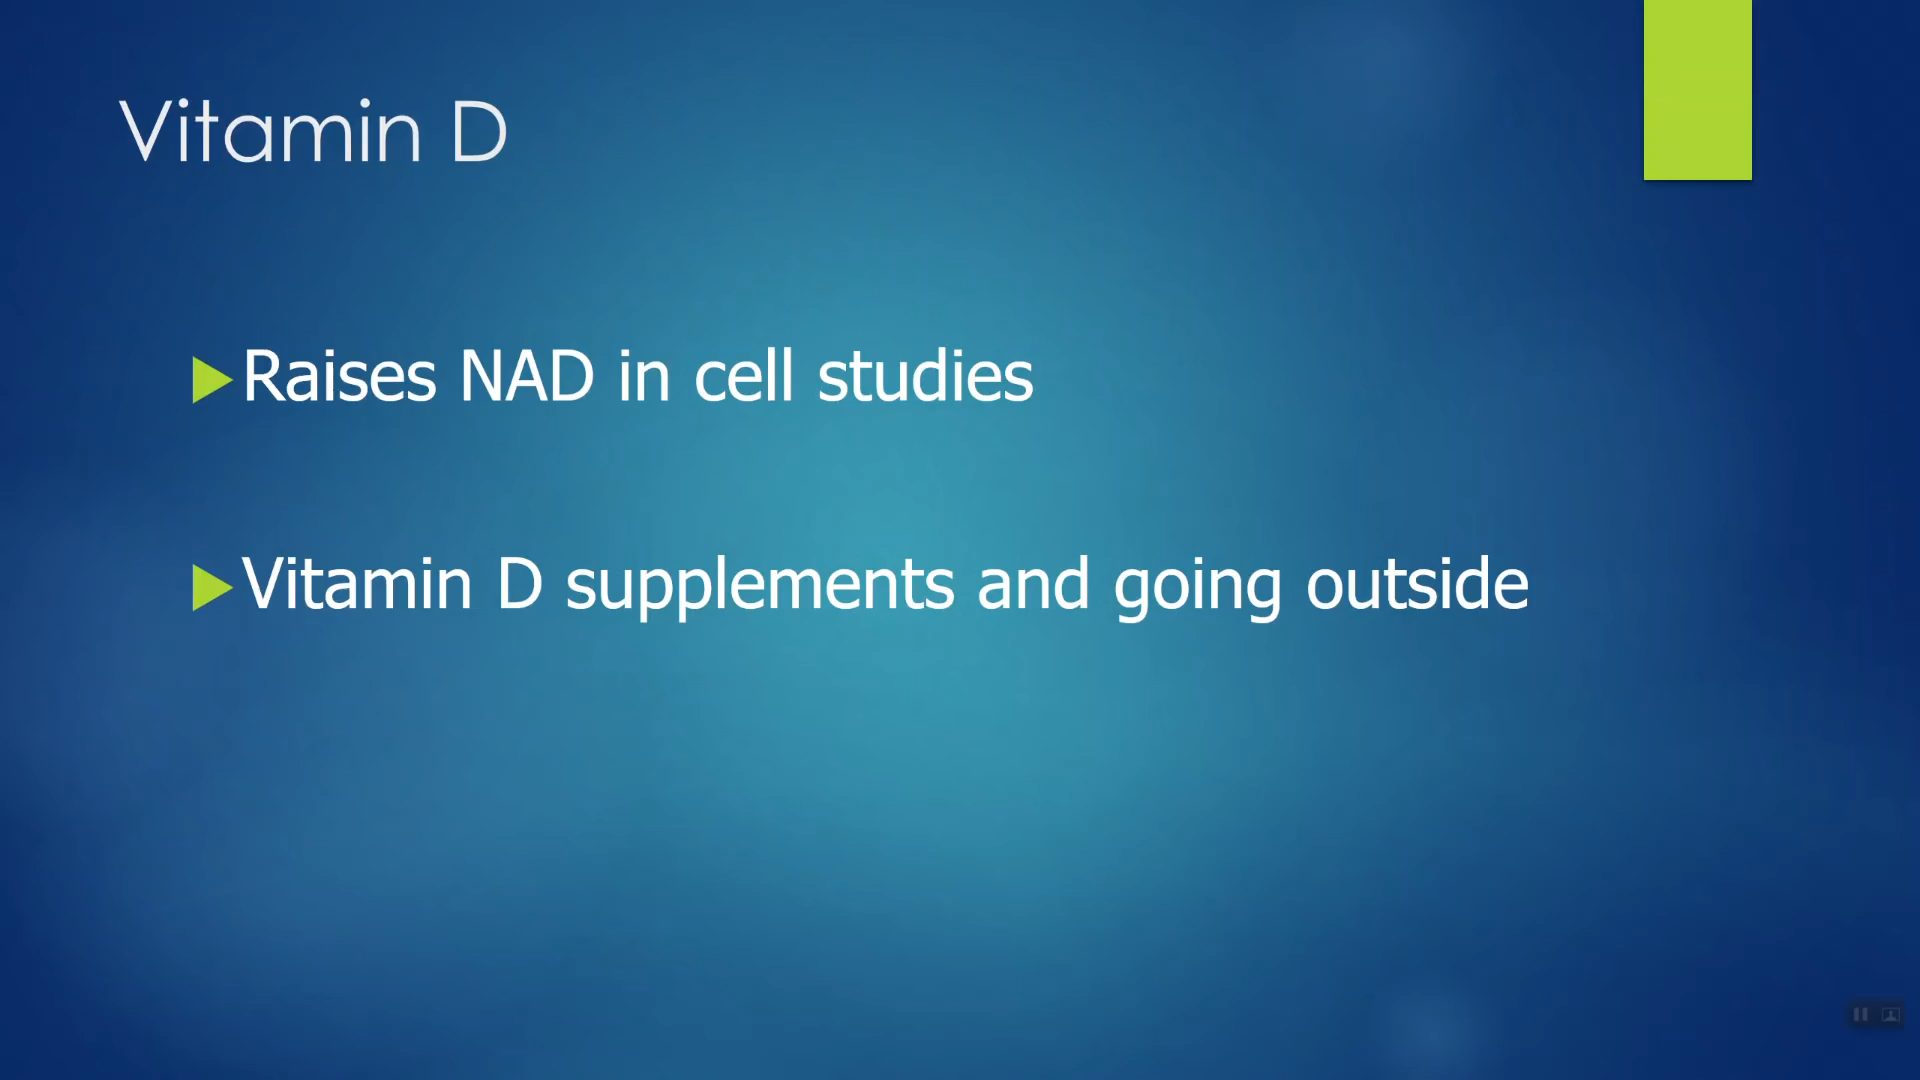 Vitamin D
Raises NAD in cell studies
Vitamin D supplements and going outside